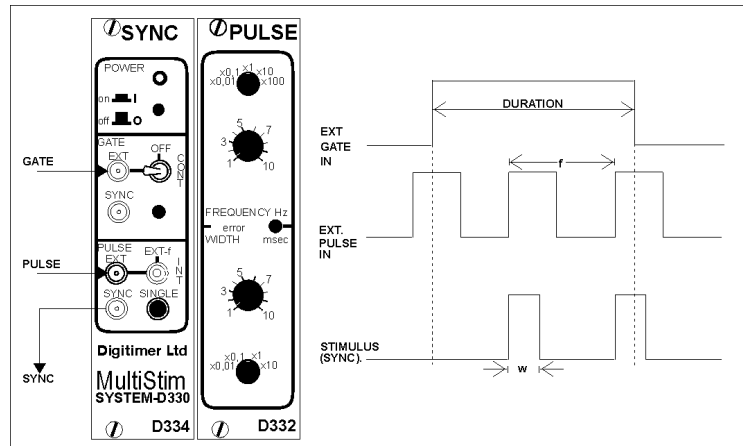 SYNC
POWER
on I
off O
GATE
EXT
OFF
CONT
SYNC
PULSE
EXT
EXT-f
INT
SYNC
SINGLE
Digitimer Ltd
MultiStim
SYSTEM-D330
D334
GATE
PULSE
SYNC
PULSE
x0,01 x0,1 x1 x10 x100
1 3 5 7 10
FREQUENCY Hz
error
WIDTH msec
1 3 5 7 10
x0,01 x0,1 x1 x10
D332
DURATION
EXT
GATE
IN
f
EXT.
PULSE
IN
STIMULUS
(SYNC).
w